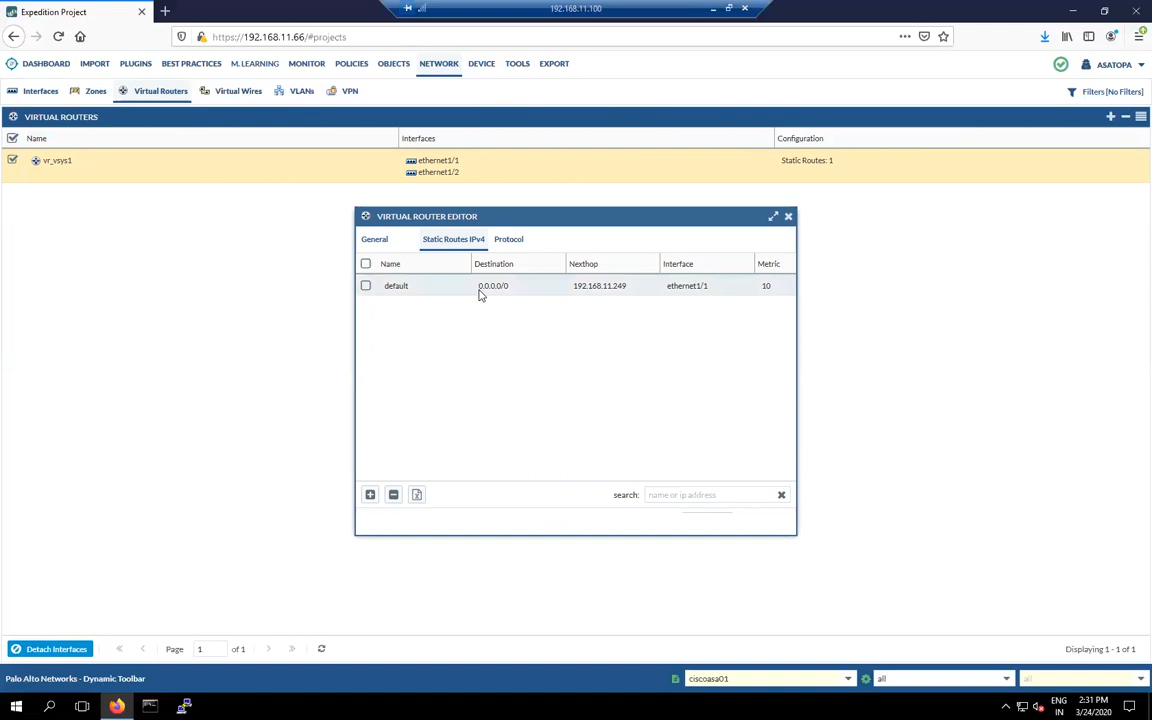 Expedition Project
192.168.11.100
https://192.168.11.66/#projects
DASHBOARD IMPORT PLUGINS BEST PRACTICES M. LEARNING MONITOR POLICIES OBJECTS NETWORK DEVICE TOOLS EXPORT ASATOPA
Interfaces Zones Virtual Routers Virtual Wires VLANs VPN Filters [No Filters]
VIRTUAL ROUTERS
Name Interfaces Configuration
vr_vsys1 ethernet1/1 Static Routes: 1
ethernet1/2
VIRTUAL ROUTER EDITOR
General Static Routes IPv4 Protocol
Name Destination Nexthop Interface Metric
default 0.0.0.0/0 192.168.11.249 ethernet1/1 10
search: name or ip address
Detach Interfaces Page 1 of 1 Displaying 1 - 1 of 1
Palo Alto Networks - Dynamic Toolbar ciscoasa01 all all
ENG 2:31 PM
IN 3/24/2020